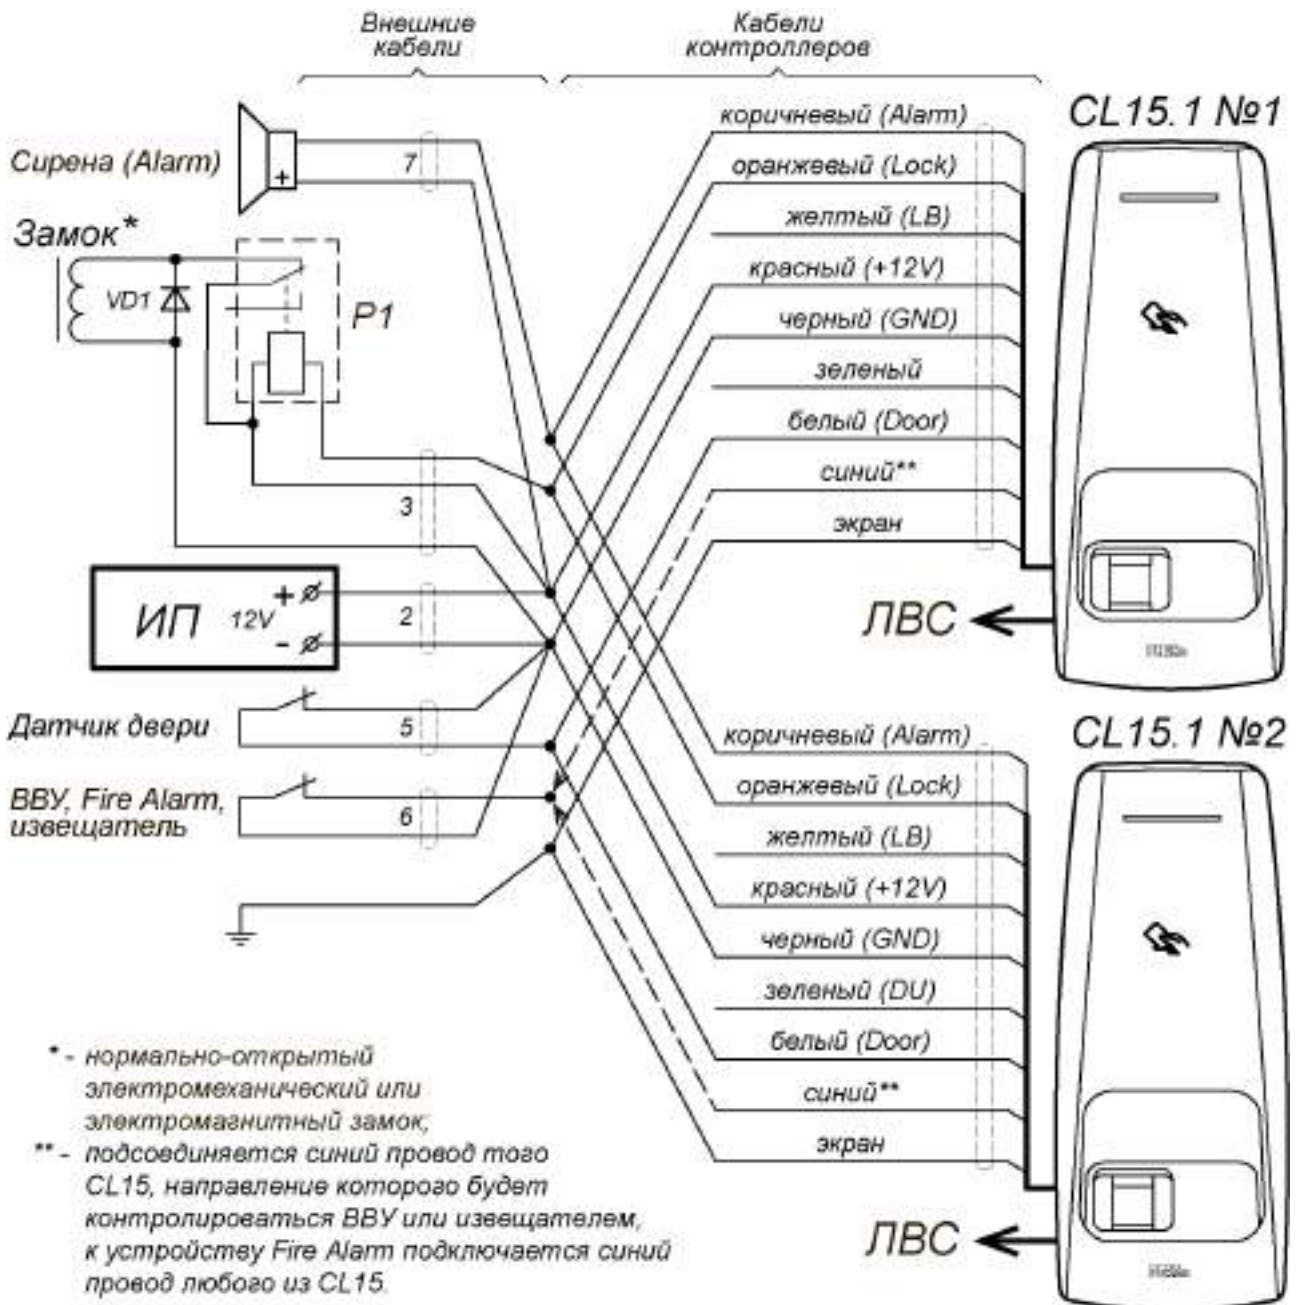 Внешние
кабели
Кабели
контроллеров
CL15.1 №1
коричневый (Alarm)
Сирена (Alarm)
+
7
оранжевый (Lock)
желтый (LB)
Замок*
VD1
P1
красный (+12V)
черный (GND)
зеленый
белый (Door)
синий**
экран
3
ИП
12V
+
-
2
ЛВС
Датчик двери
5
CL15.1 №2
коричневый (Alarm)
ВВУ, Fire Alarm,
извещатель
6
оранжевый (Lock)
желтый (LB)
красный (+12V)
черный (GND)
зеленый (DU)
белый (Door)
синий**
экран
ЛВС
* - нормально-открытый
электромеханический или
электромагнитный замок;
** - подсоединяется синий провод того
CL15, направление которого будет
контролироваться ВВУ или извещателем,
к устройству Fire Alarm подключается синий
провод любого из CL15.